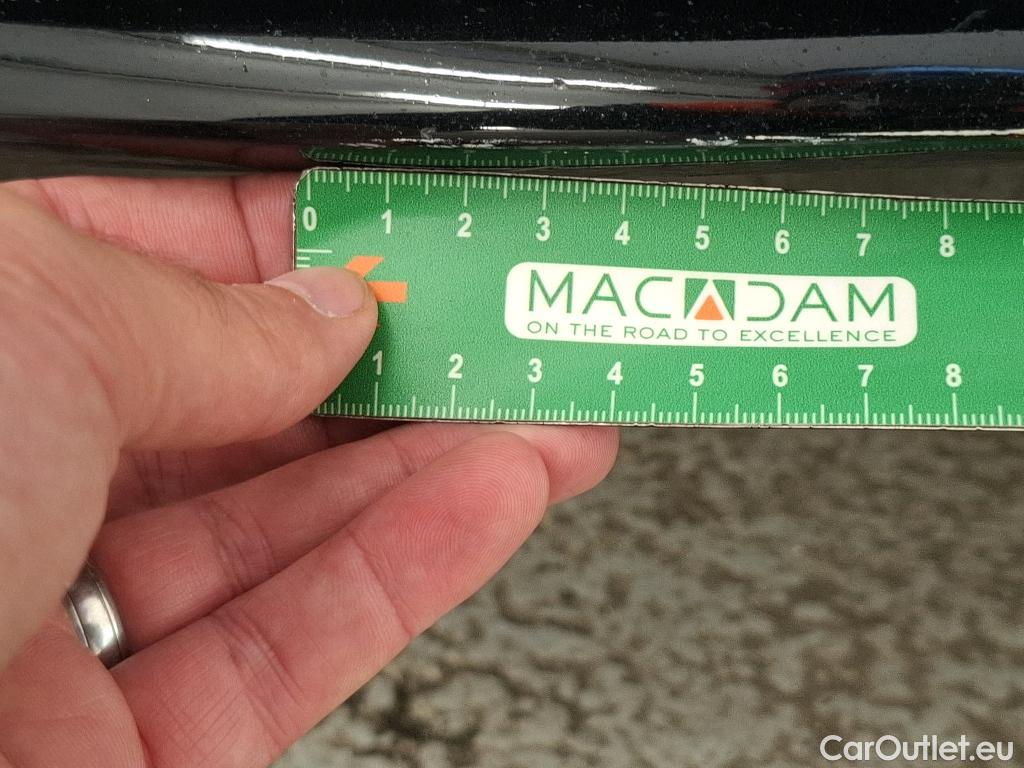 0 1 2 3 4 5 6 7 8
MACADAM
ON THE ROAD TO EXCELLENCE
1 2 3 4 5 6 7 8
CarOutlet.eu